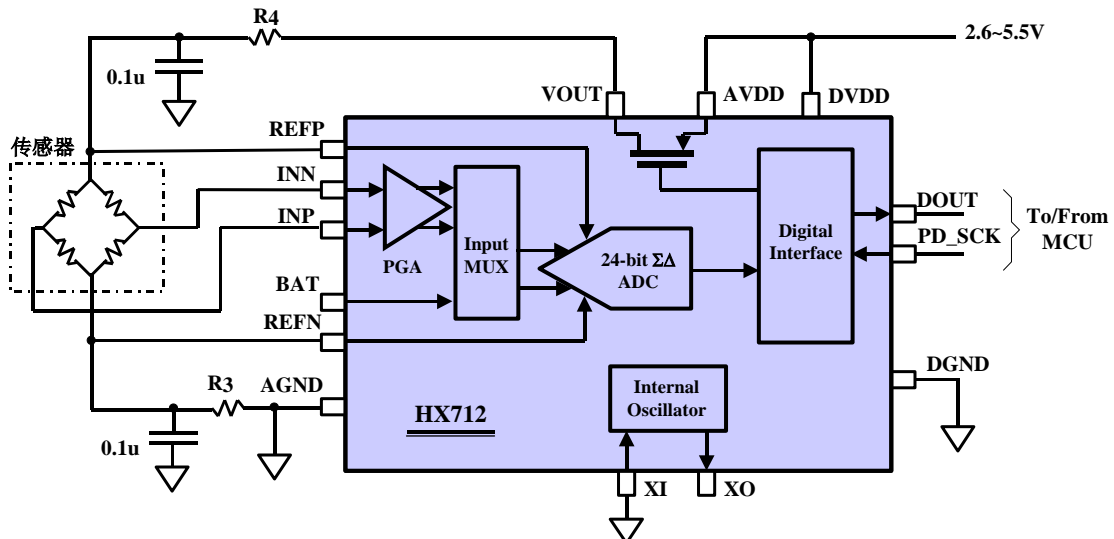 R4
2.6~5.5V
0.1u
VOUT
AVDD
DVDD
REFP
传感器
INN
INP
PGA
Input
MUX
24-bit ΣΔ
ADC
Digital
Interface
DOUT
PD_SCK
To/From
MCU
BAT
REFN
R3
AGND
DGND
Internal
Oscillator
HX712
0.1u
XI
XO